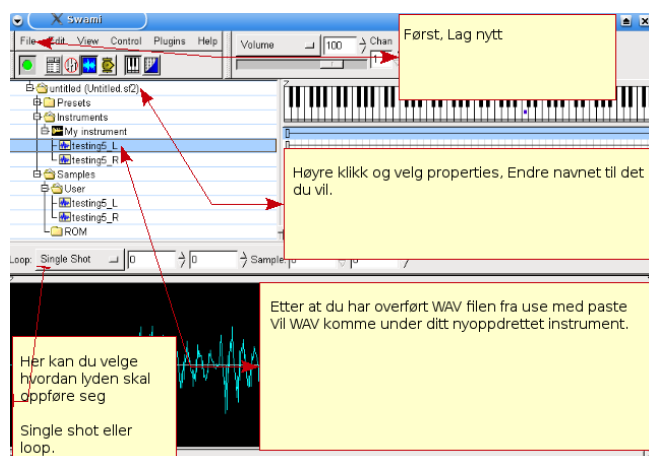 Swami
File Edit View Control Plugins Help
Volume 100 Chan
1
Først, Lag nytt
untitled (Untitled.sf2)
Presets
Instruments
My instrument
testing5_L
testing5_R
Samples
User
testing5_L
testing5_R
ROM
Høyre klikk og velg properties, Endre navnet til det
du vil.
Loop: Single Shot 0 0 Sample: 0
Etter at du har overført WAV filen fra use med paste
Vil WAV komme under ditt nyoppdrettet instrument.
Her kan du velge
hvordan lyden skal
oppføre seg
Single shot eller
loop.